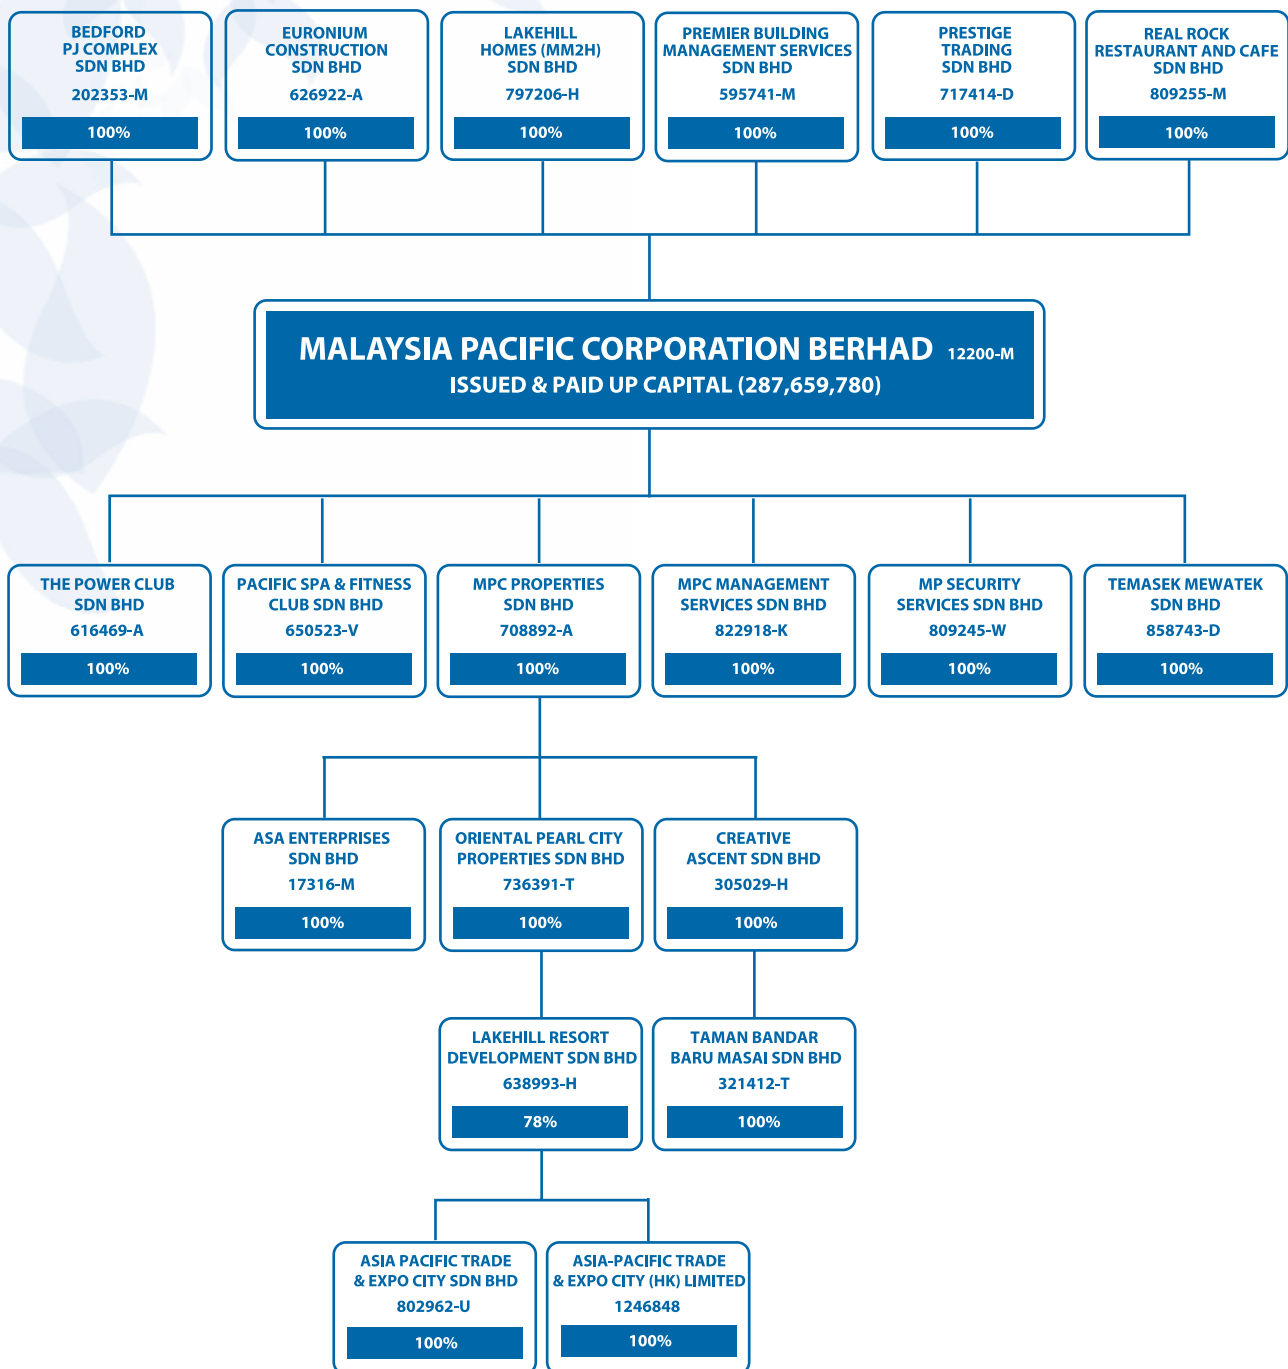 BEDFORD
PJ COMPLEX
SDN BHD
202353-M
100%
EURONIUM
CONSTRUCTION
SDN BHD
626922-A
100%
LAKEHILL
HOMES (MM2H)
SDN BHD
797206-H
100%
PREMIER BUILDING
MANAGEMENT SERVICES
SDN BHD
595741-M
100%
PRESTIGE
TRADING
SDN BHD
717414-D
100%
REAL ROCK
RESTAURANT AND CAFE
SDN BHD
809255-M
100%
MALAYSIA PACIFIC CORPORATION BERHAD 12200-M
ISSUED & PAID UP CAPITAL (287,659,780)
THE POWER CLUB
SDN BHD
616469-A
100%
PACIFIC SPA & FITNESS
CLUB SDN BHD
650523-V
100%
MPC PROPERTIES
SDN BHD
708892-A
100%
MPC MANAGEMENT
SERVICES SDN BHD
822918-K
100%
MP SECURITY
SERVICES SDN BHD
809245-W
100%
TEMASEK MEWATEK
SDN BHD
858743-D
100%
ASA ENTERPRISES
SDN BHD
17316-M
100%
ORIENTAL PEARL CITY
PROPERTIES SDN BHD
736391-T
100%
CREATIVE
ASCENT SDN BHD
305029-H
100%
LAKEHILL RESORT
DEVELOPMENT SDN BHD
638993-H
78%
TAMAN BANDAR
BARU MASAI SDN BHD
321412-T
100%
ASIA PACIFIC TRADE
& EXPO CITY SDN BHD
802962-U
100%
ASIA-PACIFIC TRADE
& EXPO CITY (HK) LIMITED
1246848
100%